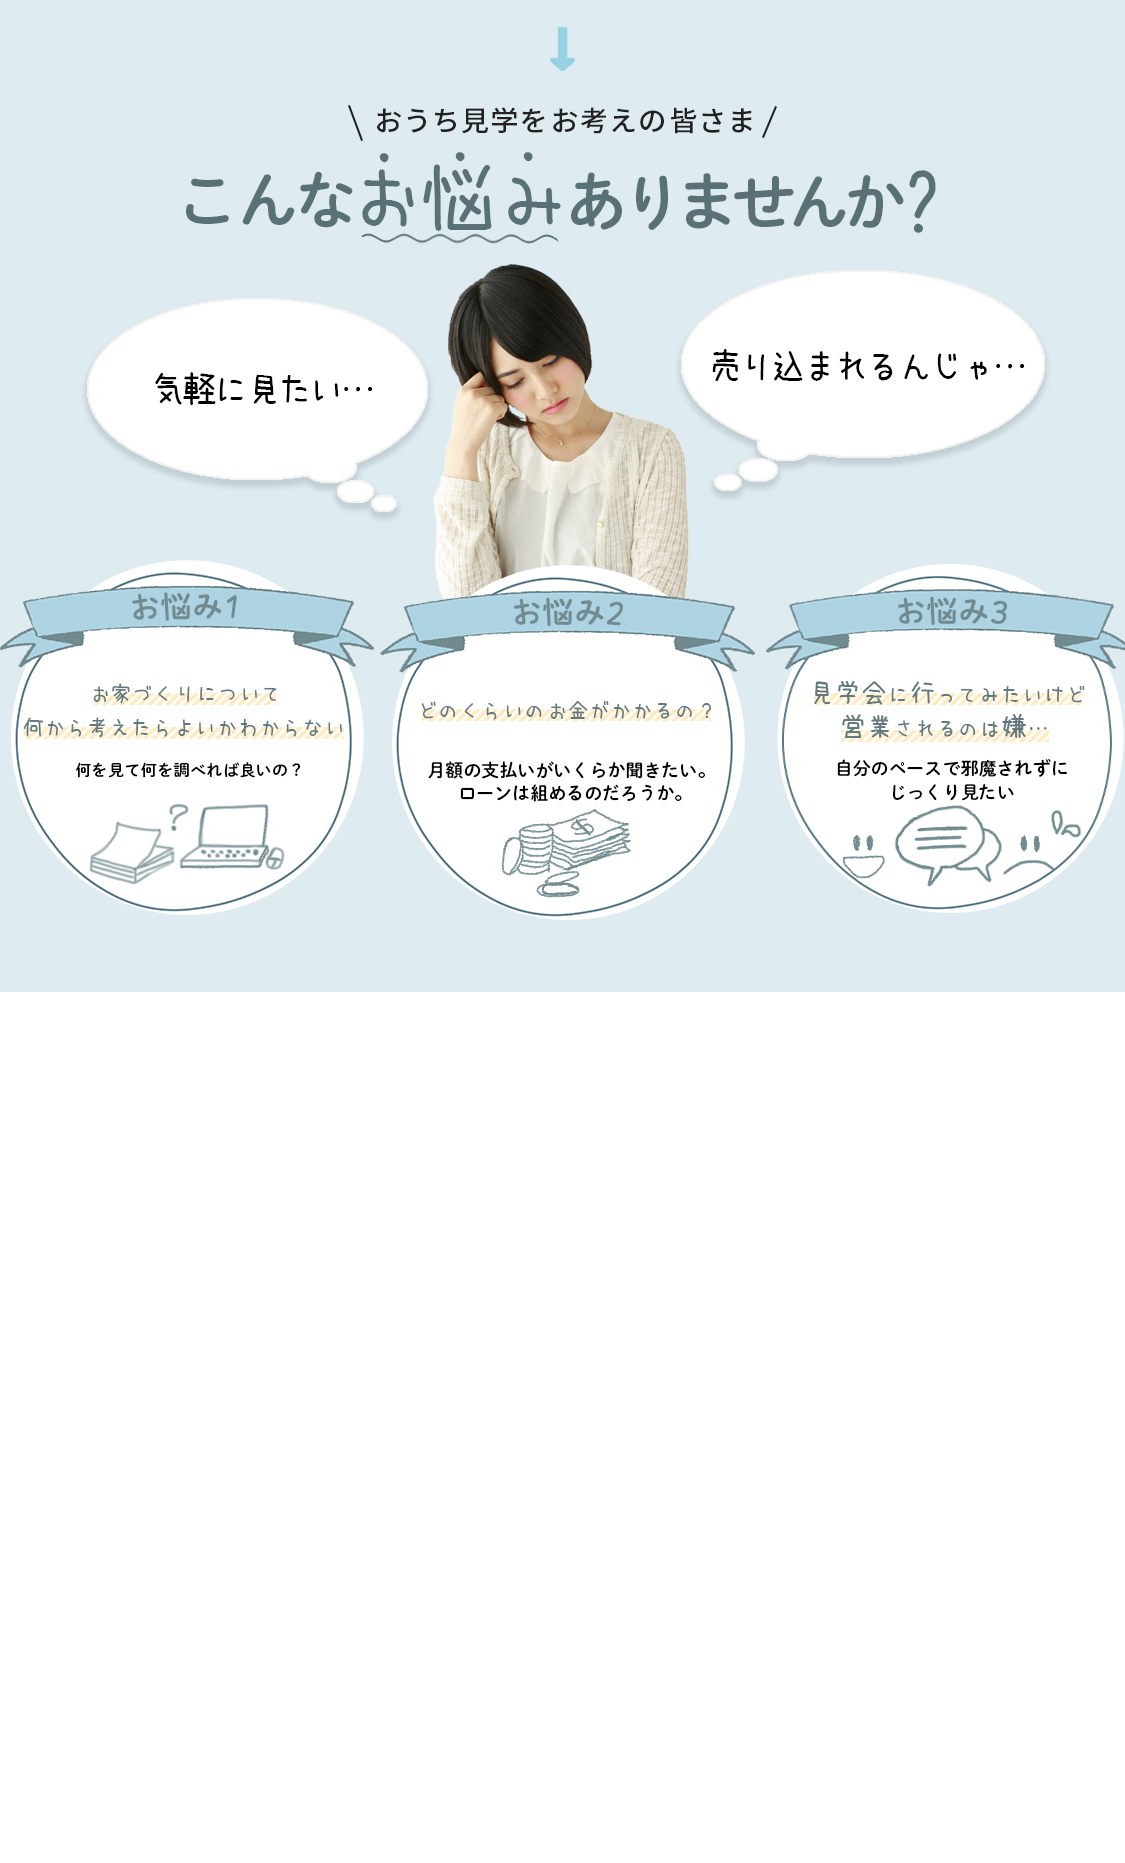 おうち見学をお考えの皆さま
こんなお悩みありませんか?
気軽に見たい…
売り込まれるんじゃ…
お悩み1
お家づくりについて
何から考えたらよいかわからない
何を見て何を調べれば良いの？
?
お悩み2
どのくらいのお金がかかるの？
月額の支払いがいくらか聞きたい。
ローンは組めるのだろうか。
$
お悩み3
見学会に行ってみたいけど
営業されるのは嫌…
自分のペースで邪魔されずに
じっくり見たい